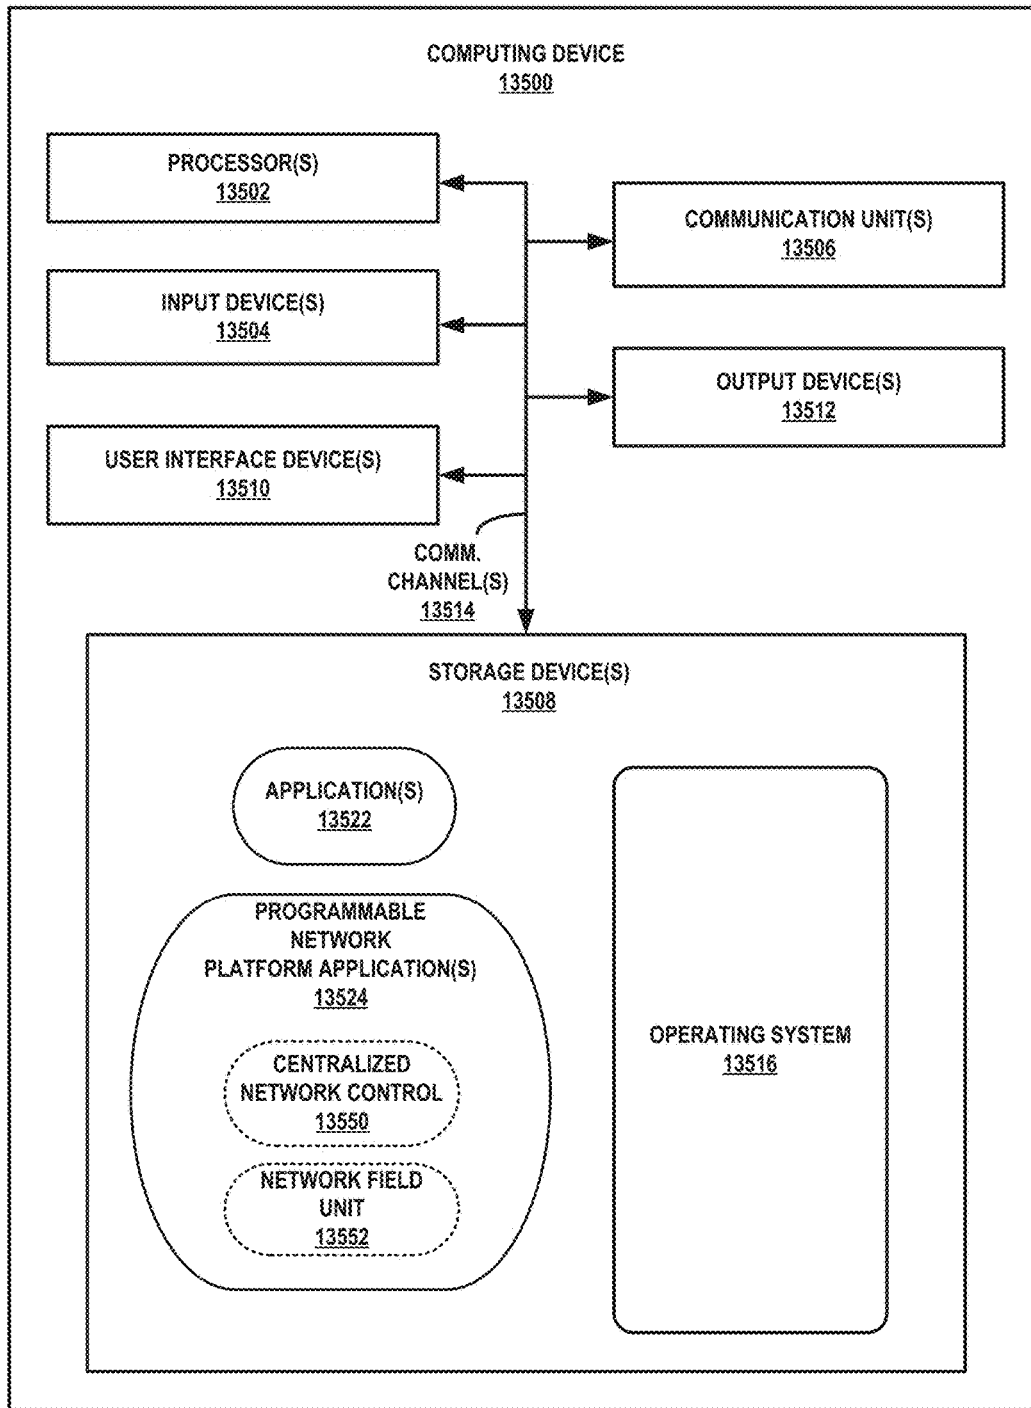 COMPUTING DEVICE
13500
PROCESSOR(S)
13502
COMMUNICATION UNIT(S)
13506
INPUT DEVICE(S)
13504
OUTPUT DEVICE(S)
13512
USER INTERFACE DEVICE(S)
13510
COMM.
CHANNEL(S)
13514
STORAGE DEVICE(S)
13508
APPLICATION(S)
13522
PROGRAMMABLE
NETWORK
PLATFORM APPLICATION(S)
13524
CENTRALIZED
NETWORK CONTROL
13550
NETWORK FIELD
UNIT
13552
OPERATING SYSTEM
13516